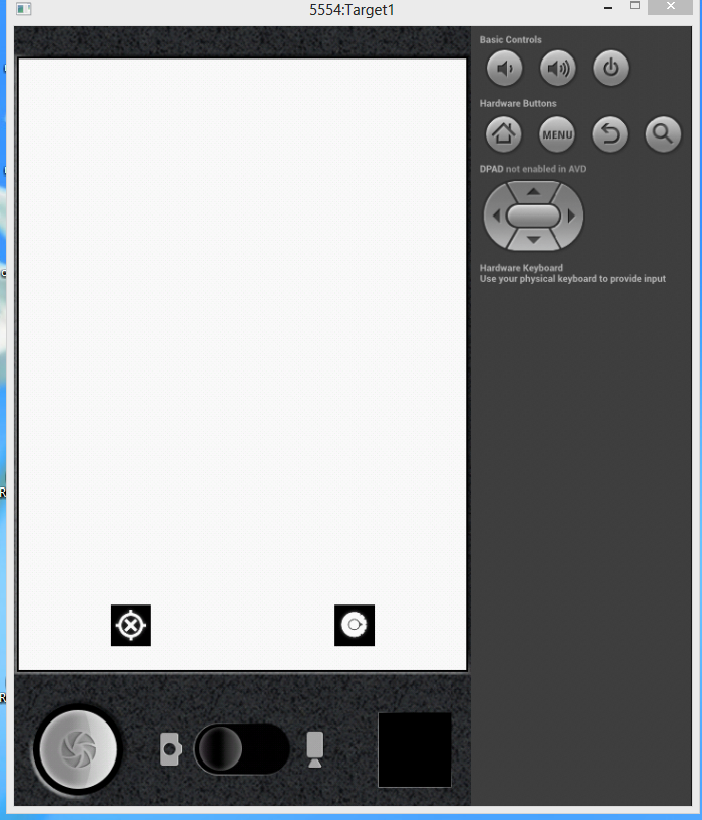 5554:Target1
Basic Controls
Hardware Buttons
MENU
DPAD not enabled in AVD
Hardware Keyboard
Use your physical keyboard to provide input